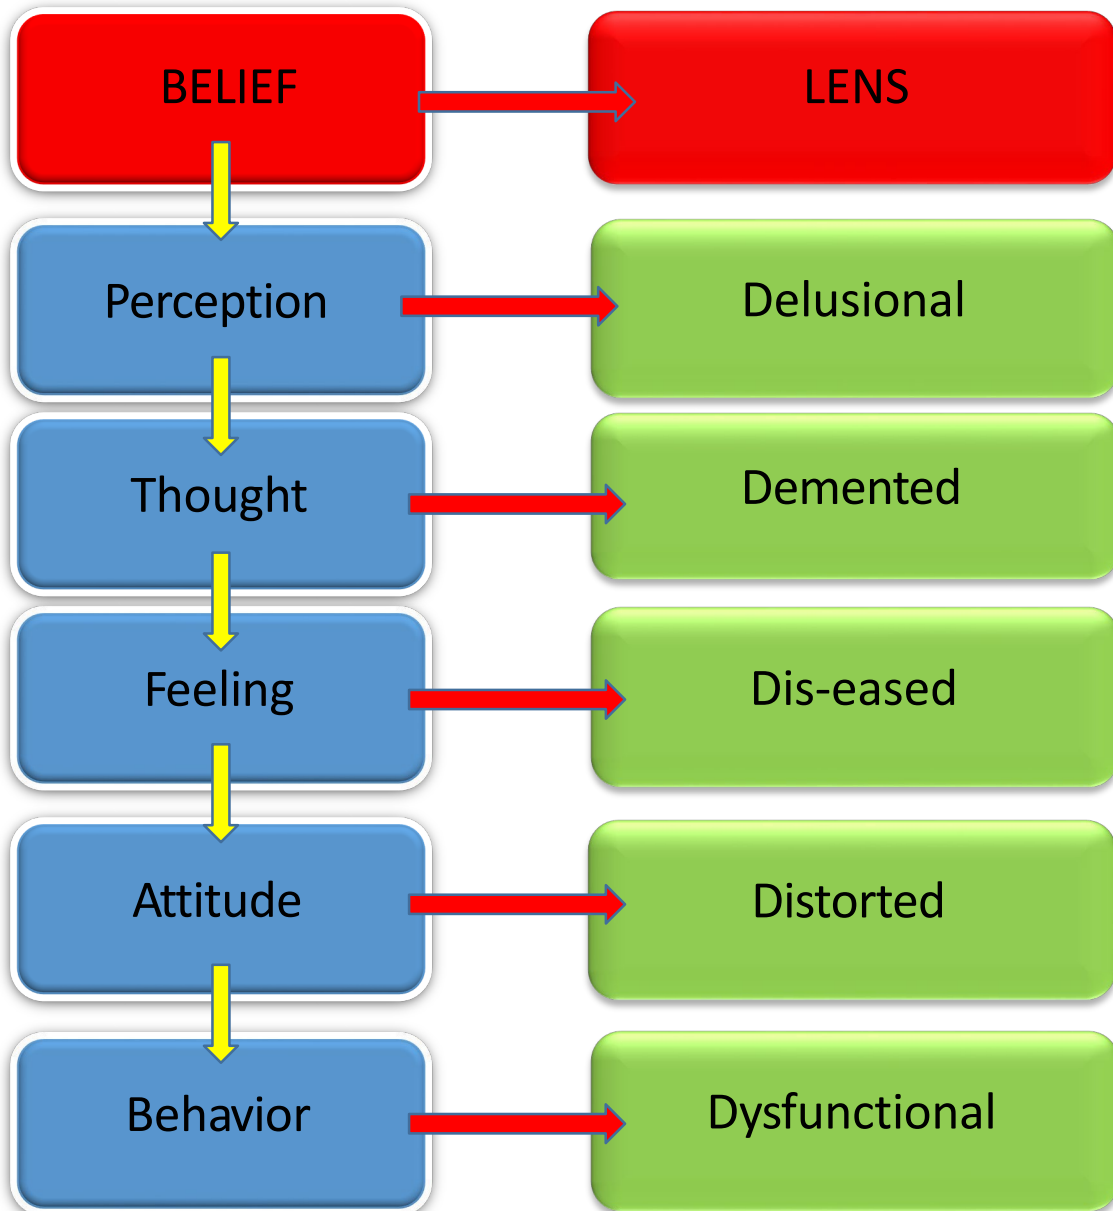 BELIEF
LENS
Perception
Delusional
Thought
Demented
Feeling
Dis-eased
Attitude
Distorted
Behavior
Dysfunctional